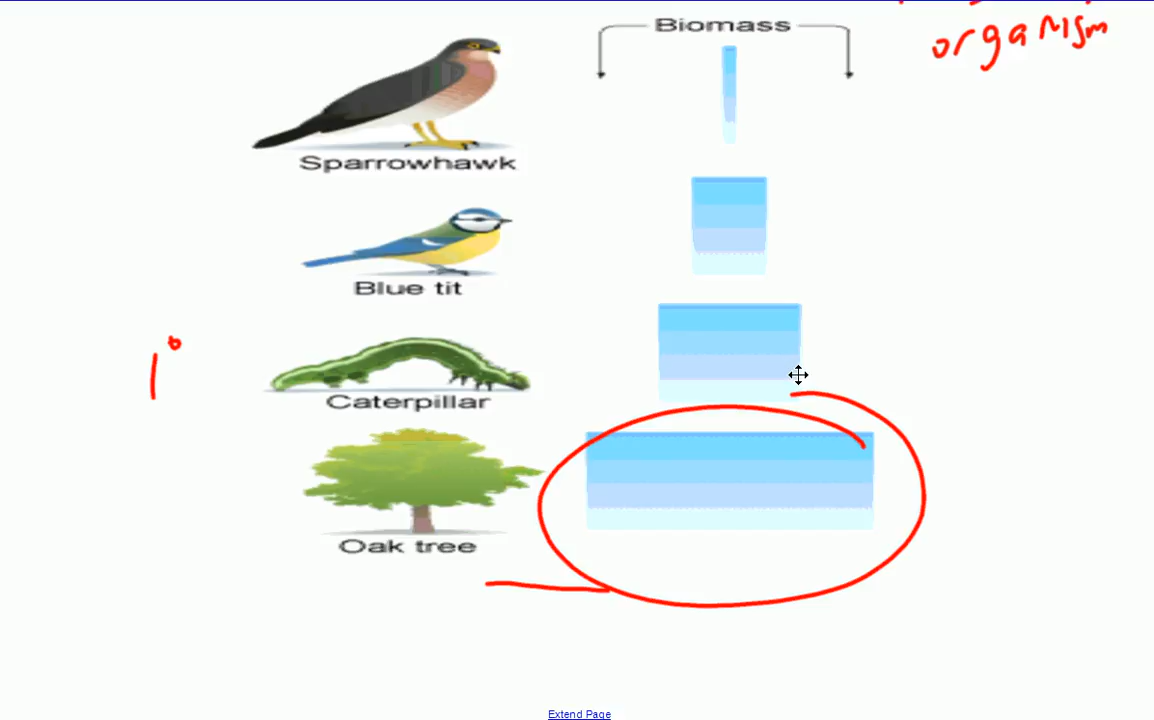 Biomass
organism
Sparrowhawk
Blue tit
1°
Caterpillar
Oak tree
Extend Page